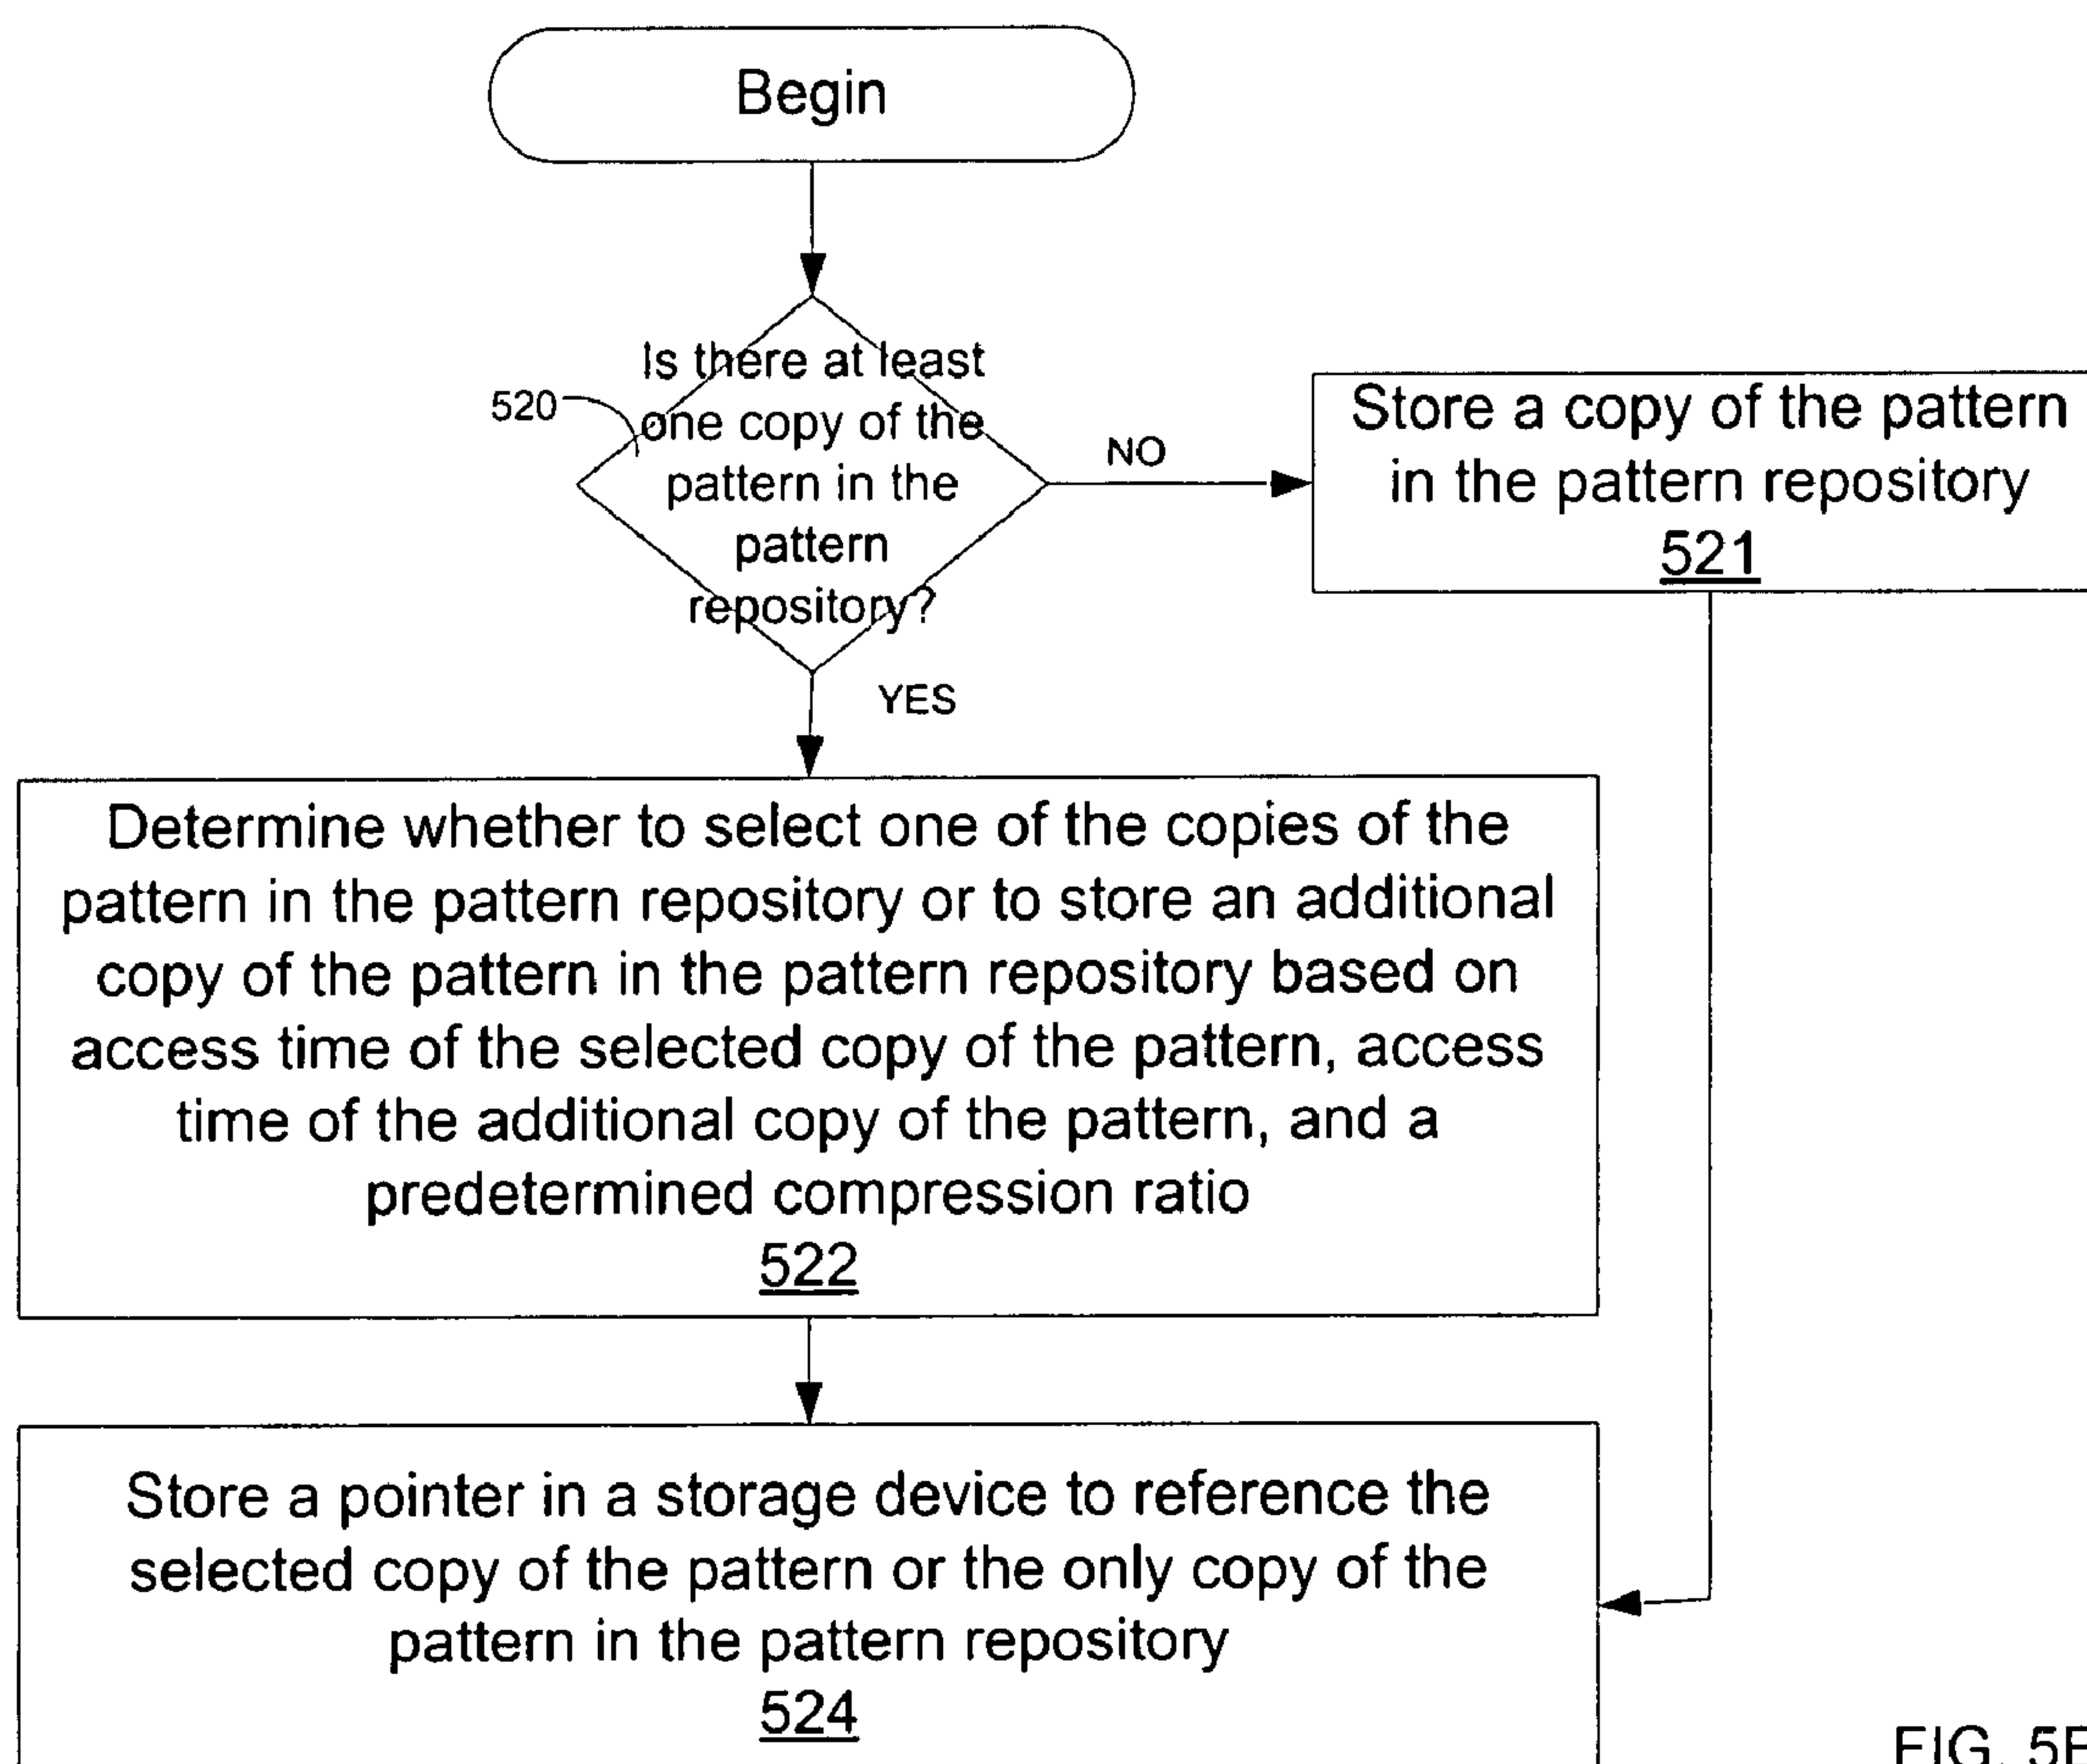 Begin
Is there at least
one copy of the
pattern in the
pattern
repository?
520
NO
Store a copy of the pattern
in the pattern repository
521
YES
Determine whether to select one of the copies of the
pattern in the pattern repository or to store an additional
copy of the pattern in the pattern repository based on
access time of the selected copy of the pattern, access
time of the additional copy of the pattern, and a
predetermined compression ratio
522
Store a pointer in a storage device to reference the
selected copy of the pattern or the only copy of the
pattern in the pattern repository
524
FIG.